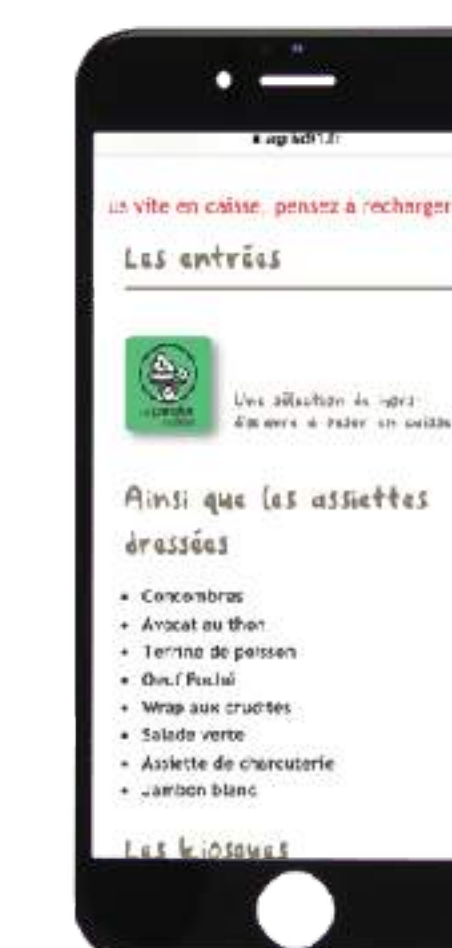 us vite en caisse, pensez à recharger
Les entrées
Une sélection de hors
d'œuvre à peser en caisse
Ainsi que les assiettes
dressées
Concombres
Avocat au thon
Terrine de poisson
Oeuf Poché
Wrap aux crudités
Salade verte
Assiette de charcuterie
Jambon blanc
Les kiosques